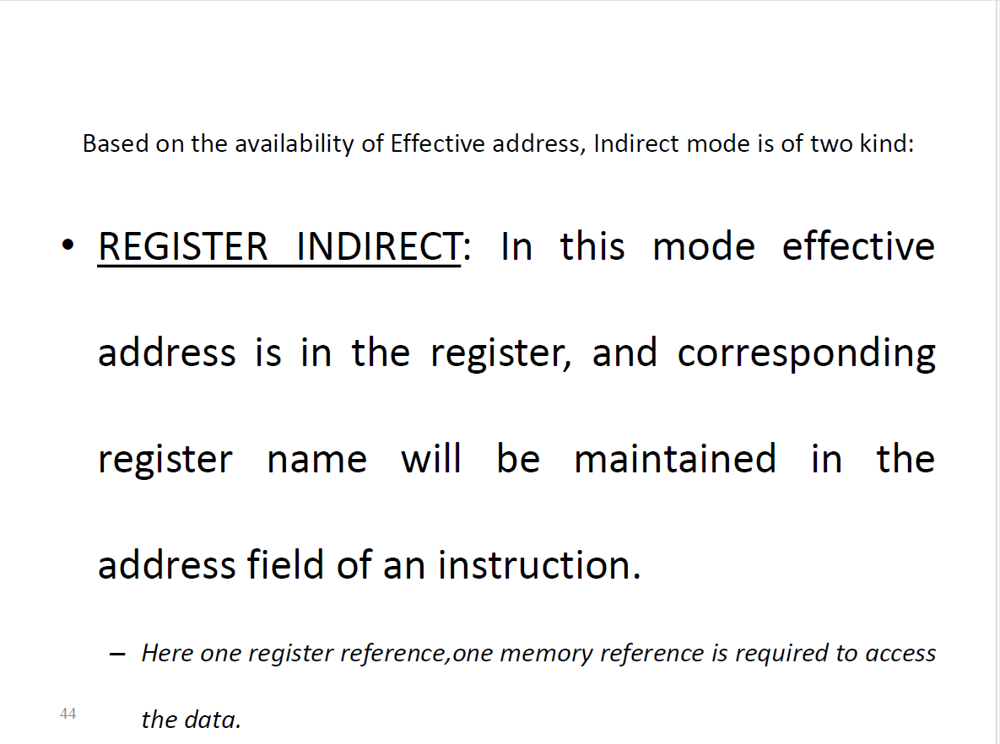 Based on the availability of Effective address, Indirect mode is of two kind:
• REGISTER INDIRECT: In this mode effective
address is in the register, and corresponding
register name will be maintained in the
address field of an instruction.
– Here one register reference,one memory reference is required to access
the data.
44